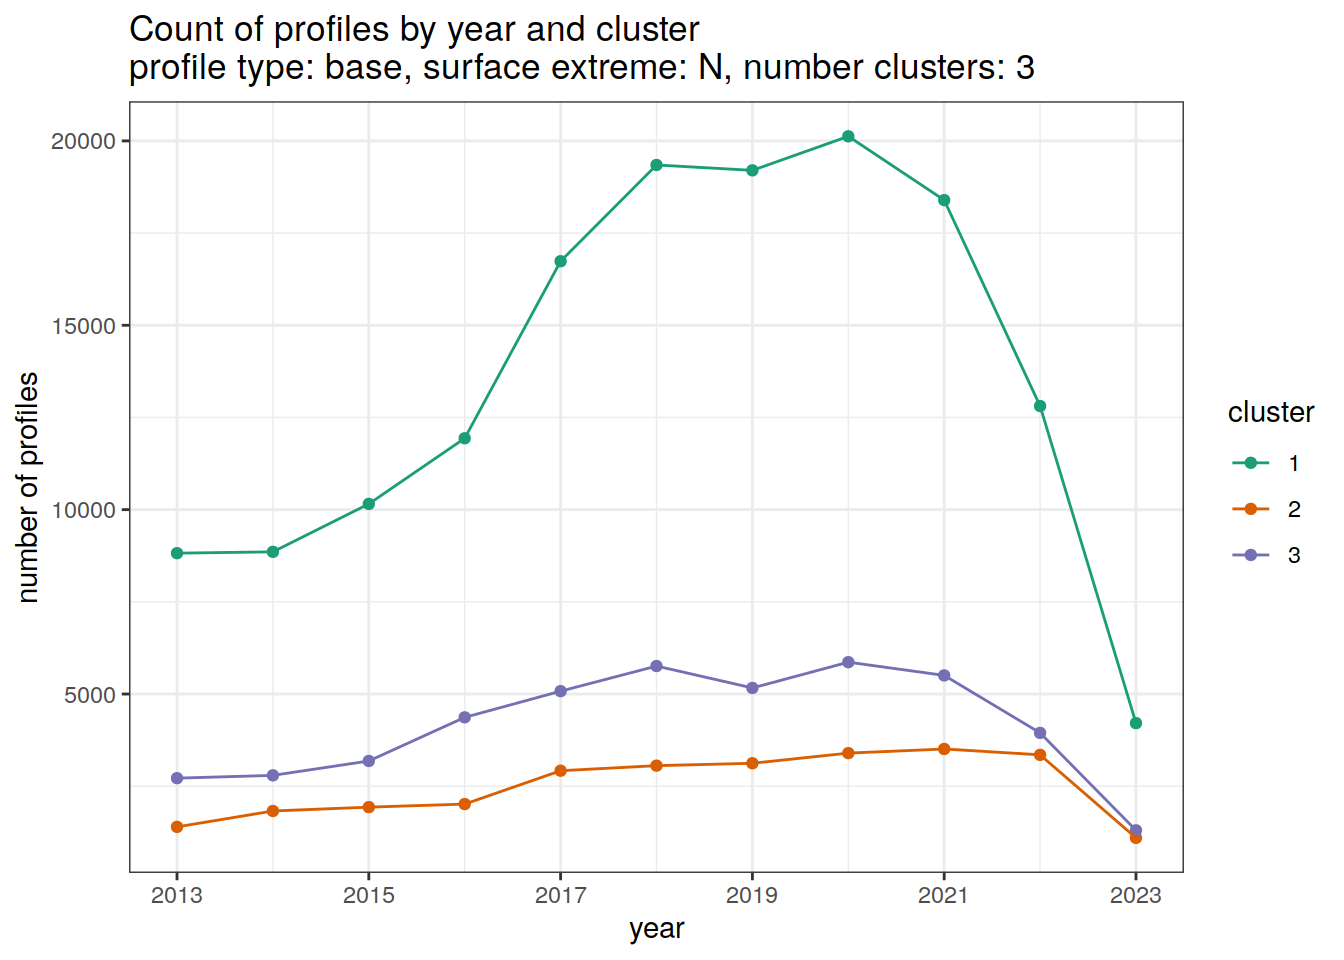 Count of profiles by year and cluster
profile type: base, surface extreme: N, number clusters: 3
20000
15000
10000
5000
number of profiles
2013 2015 2017 2019 2021 2023
year
cluster
1
2
3